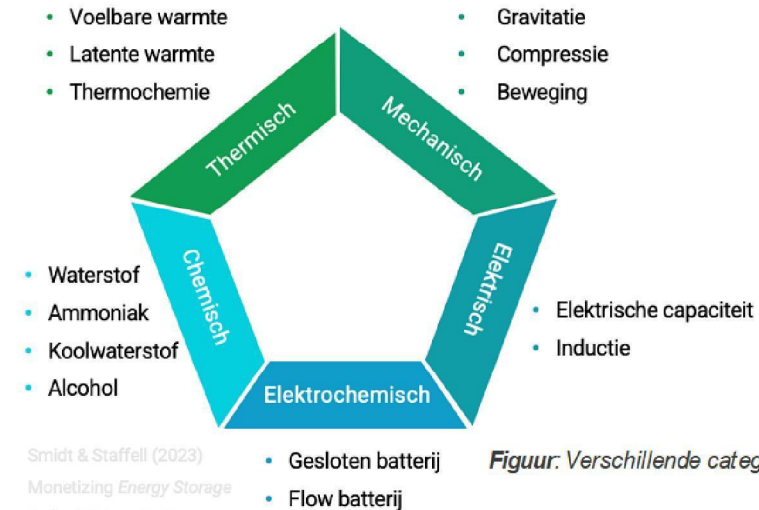 Voelbare warmte
Latente warmte
Thermochemie
Gravitatie
Compressie
Beweging
Thermisch
Mechanisch
Chemisch
Elektrisch
Elektrochemisch
Waterstof
Ammoniak
Koolwaterstof
Alcohol
Elektrische capaciteit
Inductie
Smidt & Staffell (2023)
Monetizing Energy Storage
Gesloten batterij
Flow batterij
Figuur: Verschillende categ